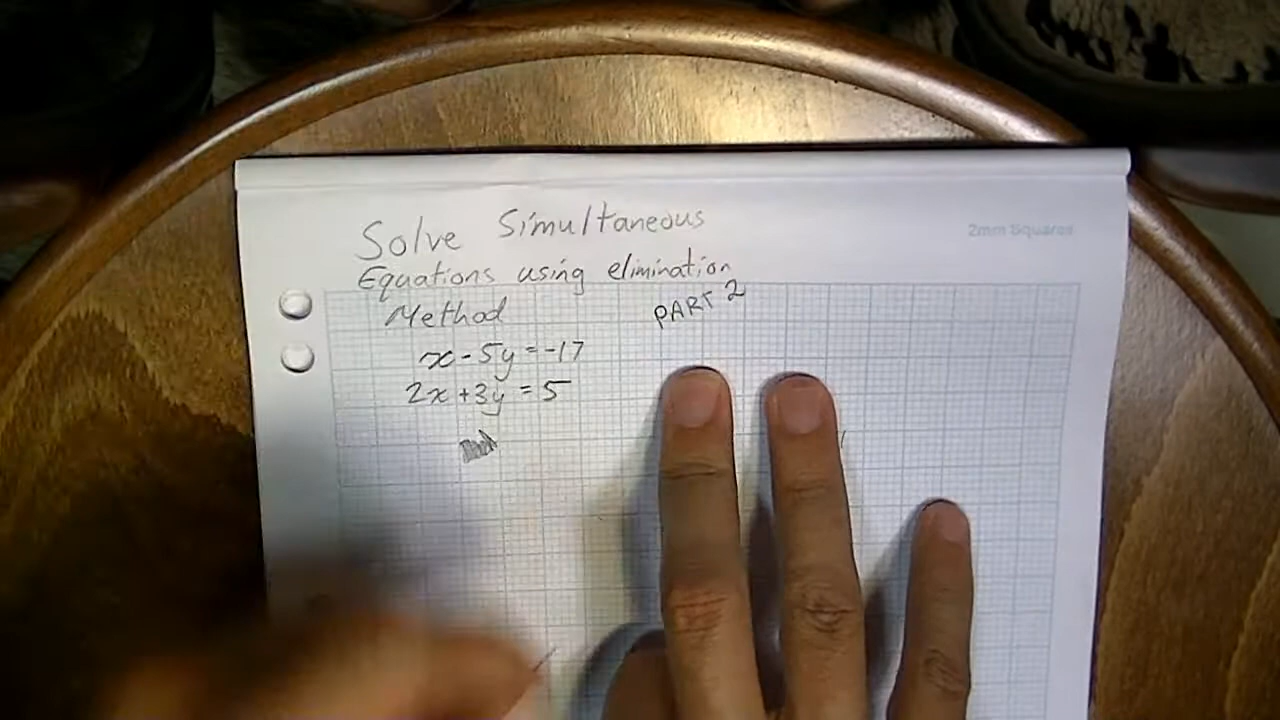 Solve Simultaneous
2mm Squares
Equations using elimination
Method
PART 2
x - 5y = -17
2x + 3y = 5